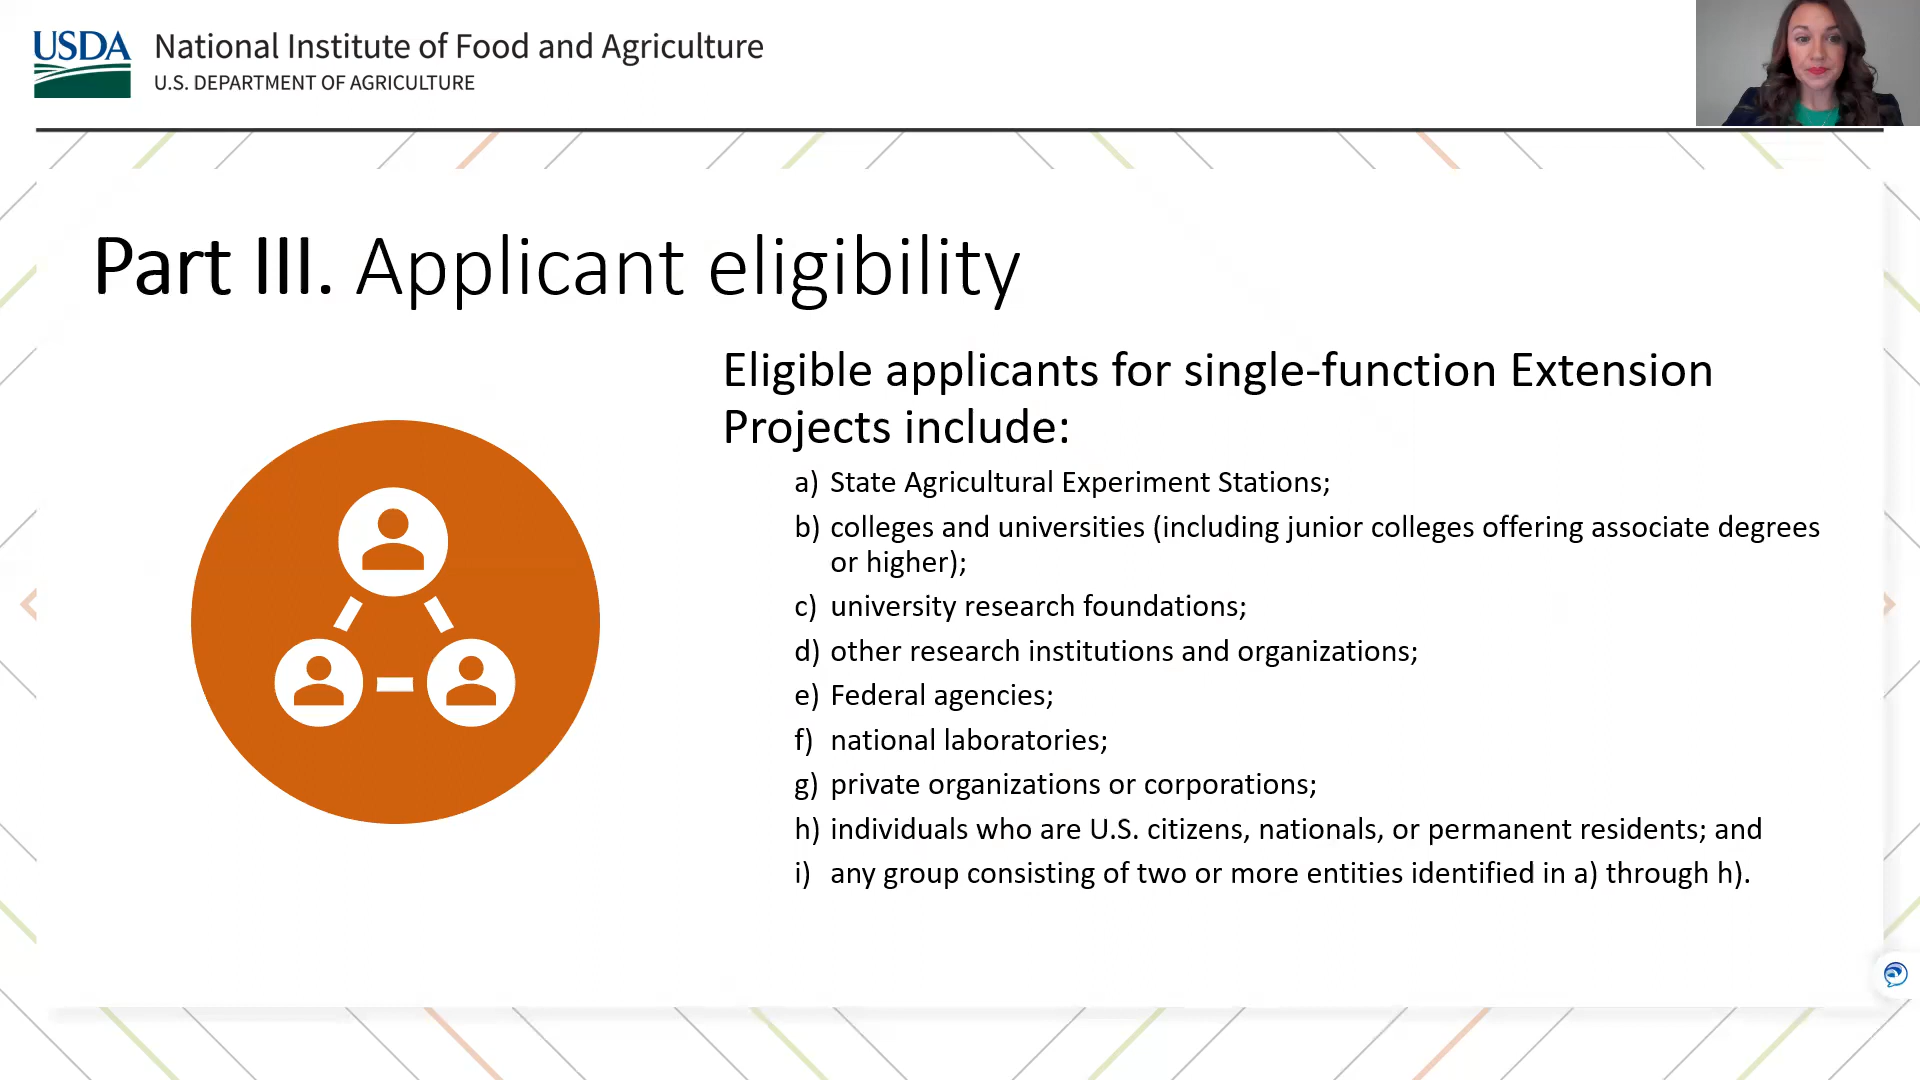 USDA
National Institute of Food and Agriculture
U.S. DEPARTMENT OF AGRICULTURE
Part III. Applicant eligibility
Eligible applicants for single-function Extension
Projects include:
a) State Agricultural Experiment Stations;
b) colleges and universities (including junior colleges offering associate degrees
or higher);
c) university research foundations;
d) other research institutions and organizations;
e) Federal agencies;
f) national laboratories;
g) private organizations or corporations;
h) individuals who are U.S. citizens, nationals, or permanent residents; and
i) any group consisting of two or more entities identified in a) through h).